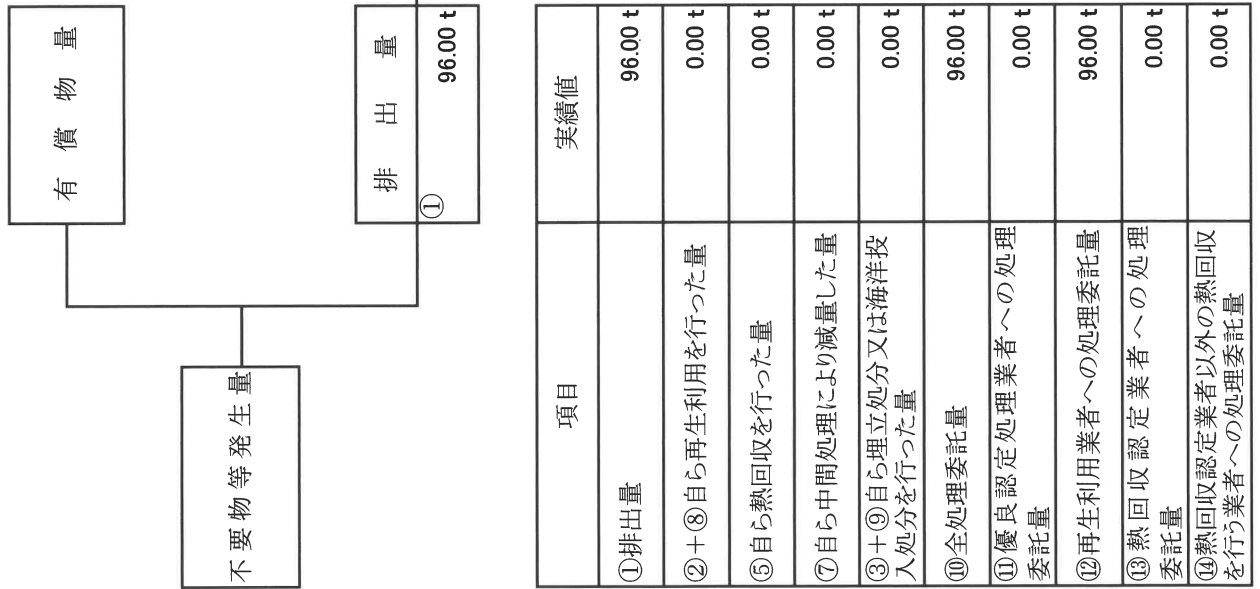 有償物量
不要物等発生量
排出量
① 96.00 t
項目 実績値
①排出量 96.00 t
②+⑧自ら再生利用を行った量 0.00 t
⑤自ら熱回収を行った量 0.00 t
⑦自ら中間処理により減量した量 0.00 t
③+⑨自ら埋立処分又は海洋投
入処分を行った量 0.00 t
⑩全処理委託量 96.00 t
⑪優良認定処理業者への処理
委託量 0.00 t
⑫再生利用業者への処理委託量 96.00 t
⑬熱回収認定業者への処理
委託量 0.00 t
⑭熱回収認定業者以外の熱回収
を行う業者への処理委託量 0.00 t